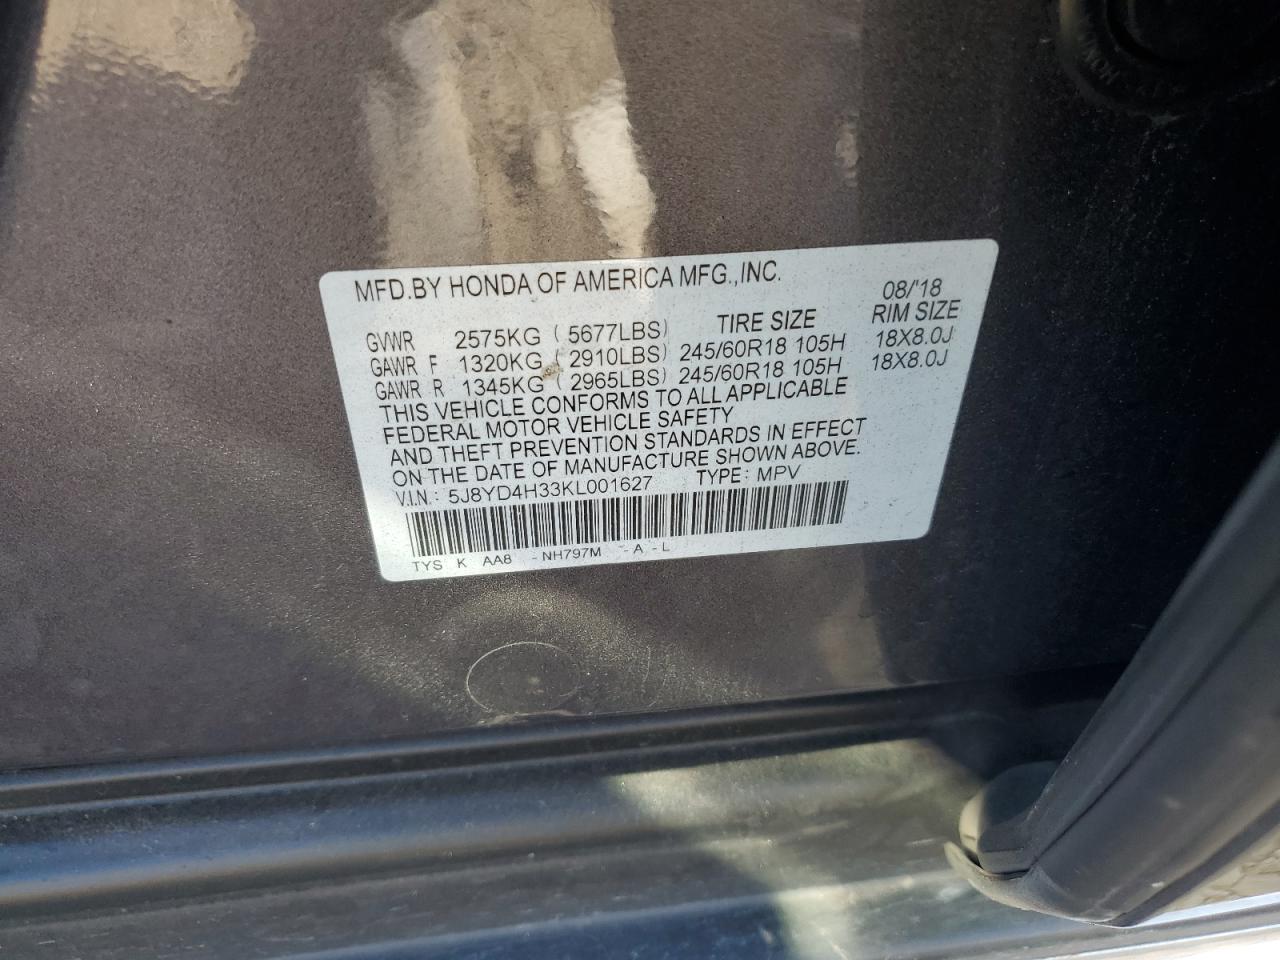 MFD.BY HONDA OF AMERICA MFG.,INC. 08/'18
TIRE SIZE RIM SIZE
GVWR 2575KG (5677LBS)
GAWR F 1320KG (2910LBS) 245/60R18 105H 18X8.0J
GAWR R 1345KG (2965LBS) 245/60R18 105H 18X8.0J
THIS VEHICLE CONFORMS TO ALL APPLICABLE
FEDERAL MOTOR VEHICLE SAFETY
AND THEFT PREVENTION STANDARDS IN EFFECT
ON THE DATE OF MANUFACTURE SHOWN ABOVE.
V.I.N.: 5J8YD4H33KL001627 TYPE: MPV
TYS K AA8 -NH797M -A -L